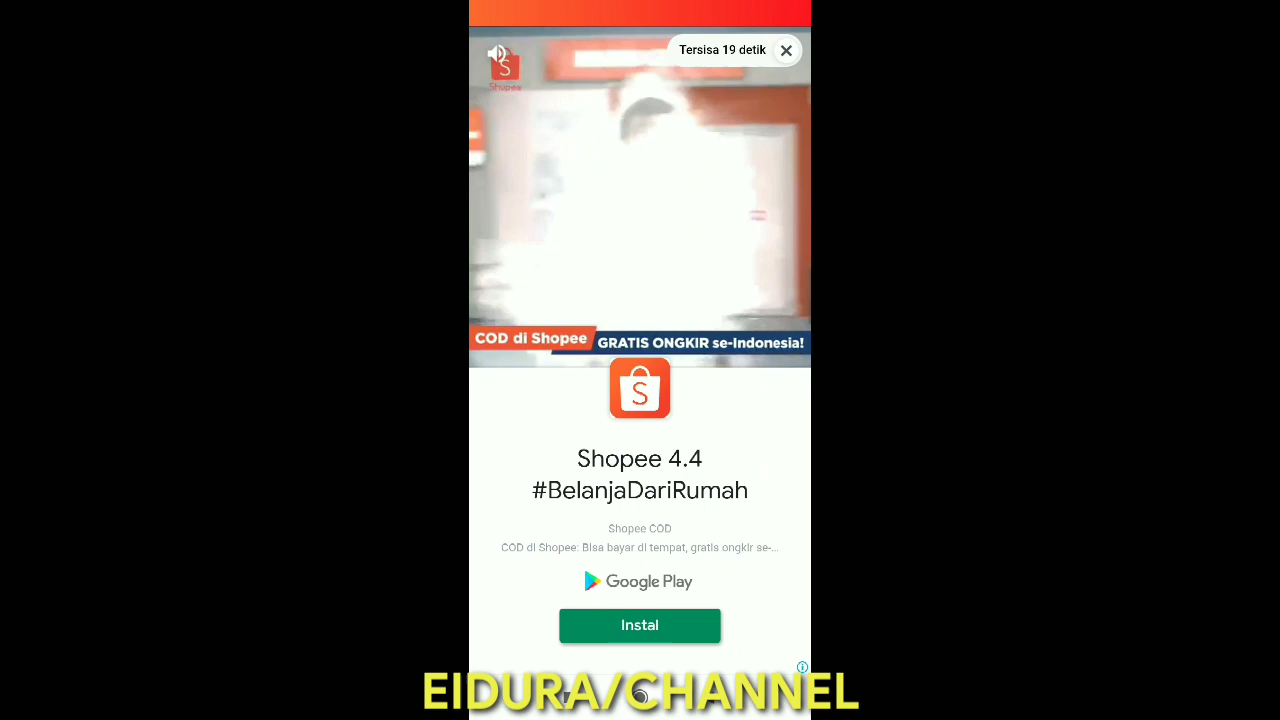 Tersisa 19 detik
S
Shopee
COD di Shopee
GRATIS ONGKIR se-Indonesia!
S
Shopee 4.4
#BelanjaDariRumah
Shopee COD
COD di Shopee: Bisa bayar di tempat, gratis ongkir se-...
Google Play
Instal
EIDURA/CHANNEL